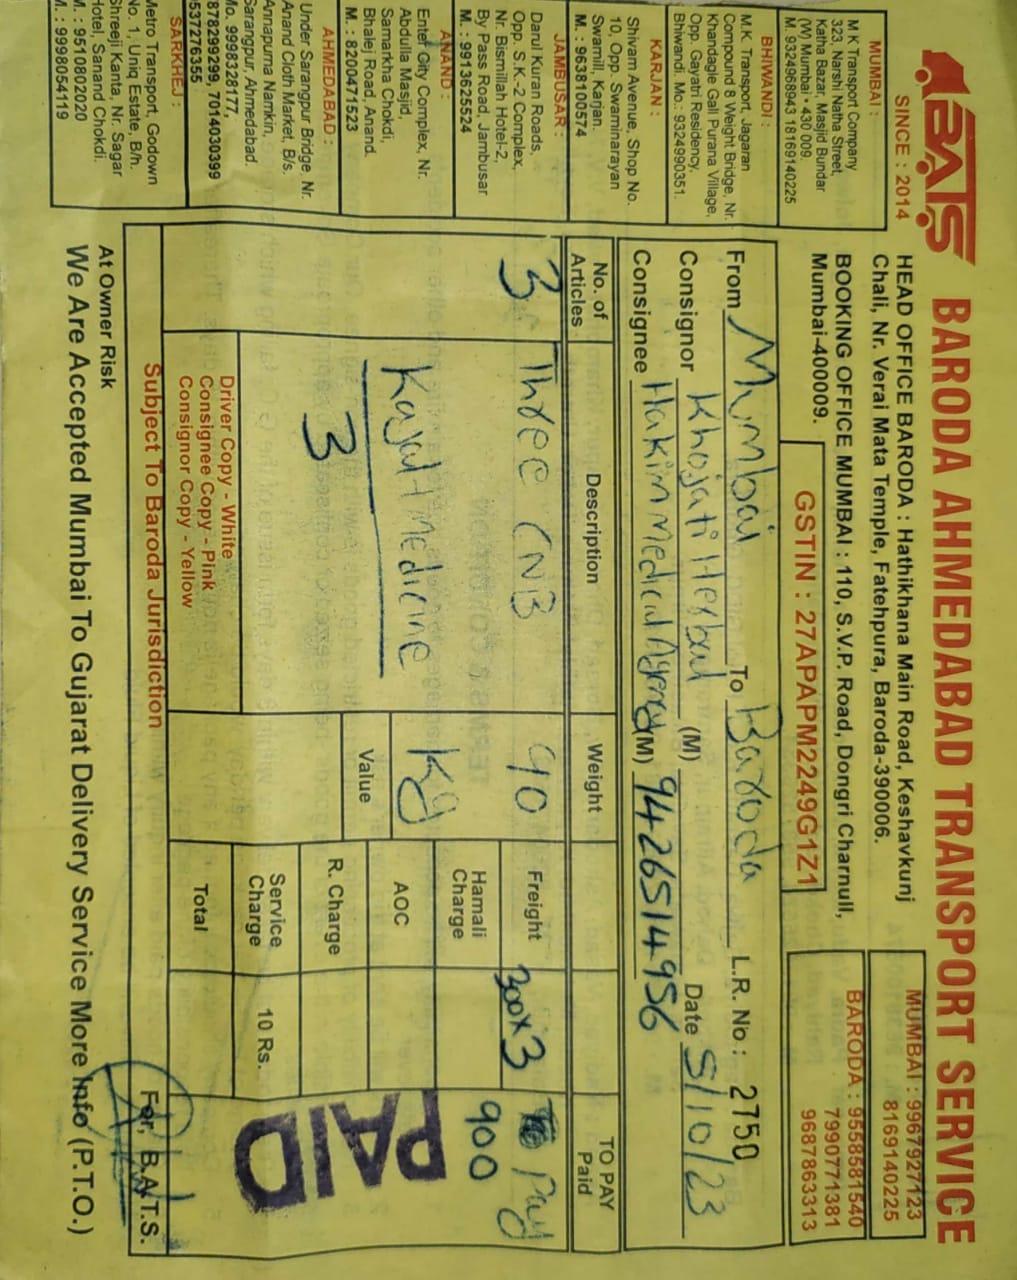 BATS
SINCE : 2014
BARODA AHMEDABAD TRANSPORT SERVICE
HEAD OFFICE BARODA : Hathikhana Main Road, Keshavkunj
Chali, Nr. Verai Mata Temple, Fatehpura, Baroda-390006.
BOOKING OFFICE MUMBAI : 110, S.V.P. Road, Dongri Charnull,
Mumbai-400009.
GSTIN : 27APAPM2249G1Z1
MUMBAI : 9967927123
8169140225
BARODA : 9558581540
7990771381
9687863313
MUMBAI :
M.K Transport Company
323, Narshi Natha Street,
Katha Bazar, Masjid Bundar
(W) Mumbai - 430 009.
M. 9324968943 18169140225
BHIWANDI :
M.K. Transport, Jagaran
Compound 8 Weight Bridge, Nr.
Khandagle Gali Purana Village,
Opp. Gayatri Residency,
Bhiwandi. Mo.: 9324990351.
KARJAN :
Shivam Avenue, Shop No.
10, Opp. Swaminarayan
Swamill, Karjan.
M. : 9638100574
JAMBUSAR :
Darul Kuran Roads,
Opp. S.K.-2 Complex,
Nr. Bismillah Hotel-2,
By Pass Road, Jambusar
M. : 9913625524
ANAND :
Enter City Complex, Nr.
Abdulla Masjid,
Samarkha Chokdi,
Bhalej Road, Anand.
M. : 8200471523
AHMEDABAD :
Under Sarangpur Bridge, Nr.
Anand Cloth Market, B/s.
Annapurna Namkin,
Sarangpur, Ahmedabad.
Mo. 9998328177,
8787299299, 7014030399
9537276355
SARKHEJ :
Metro Transport, Godown
No. 1, Uniq Estate, B/h.
Shreeji Kanta, Nr. Sagar
Hotel, Sanand Chokdi.
M. : 9510802020
M. : 9998054119
From Mumbai To Baroda L.R. No : 2750
Consignor Khojati Herbal (M) Date 5/10/23
Consignee Hakim Medical Agency (M) 9426514956
No. of Articles Description Weight TO PAY Paid
3 Three CNB 90 Freight 300x3 To Pay
Hamali Charge 900
Kajal + Medicine Kg AOC
3 Value R. Charge
Service Charge 10 Rs.
Total
PAID
Driver Copy - White
Consignee Copy - Pink
Consignor Copy - Yellow
Subject To Baroda Jurisdiction For, B.A.T.S.
At Owner Risk
We Are Accepted Mumbai To Gujarat Delivery Service More Info (P.T.O.)